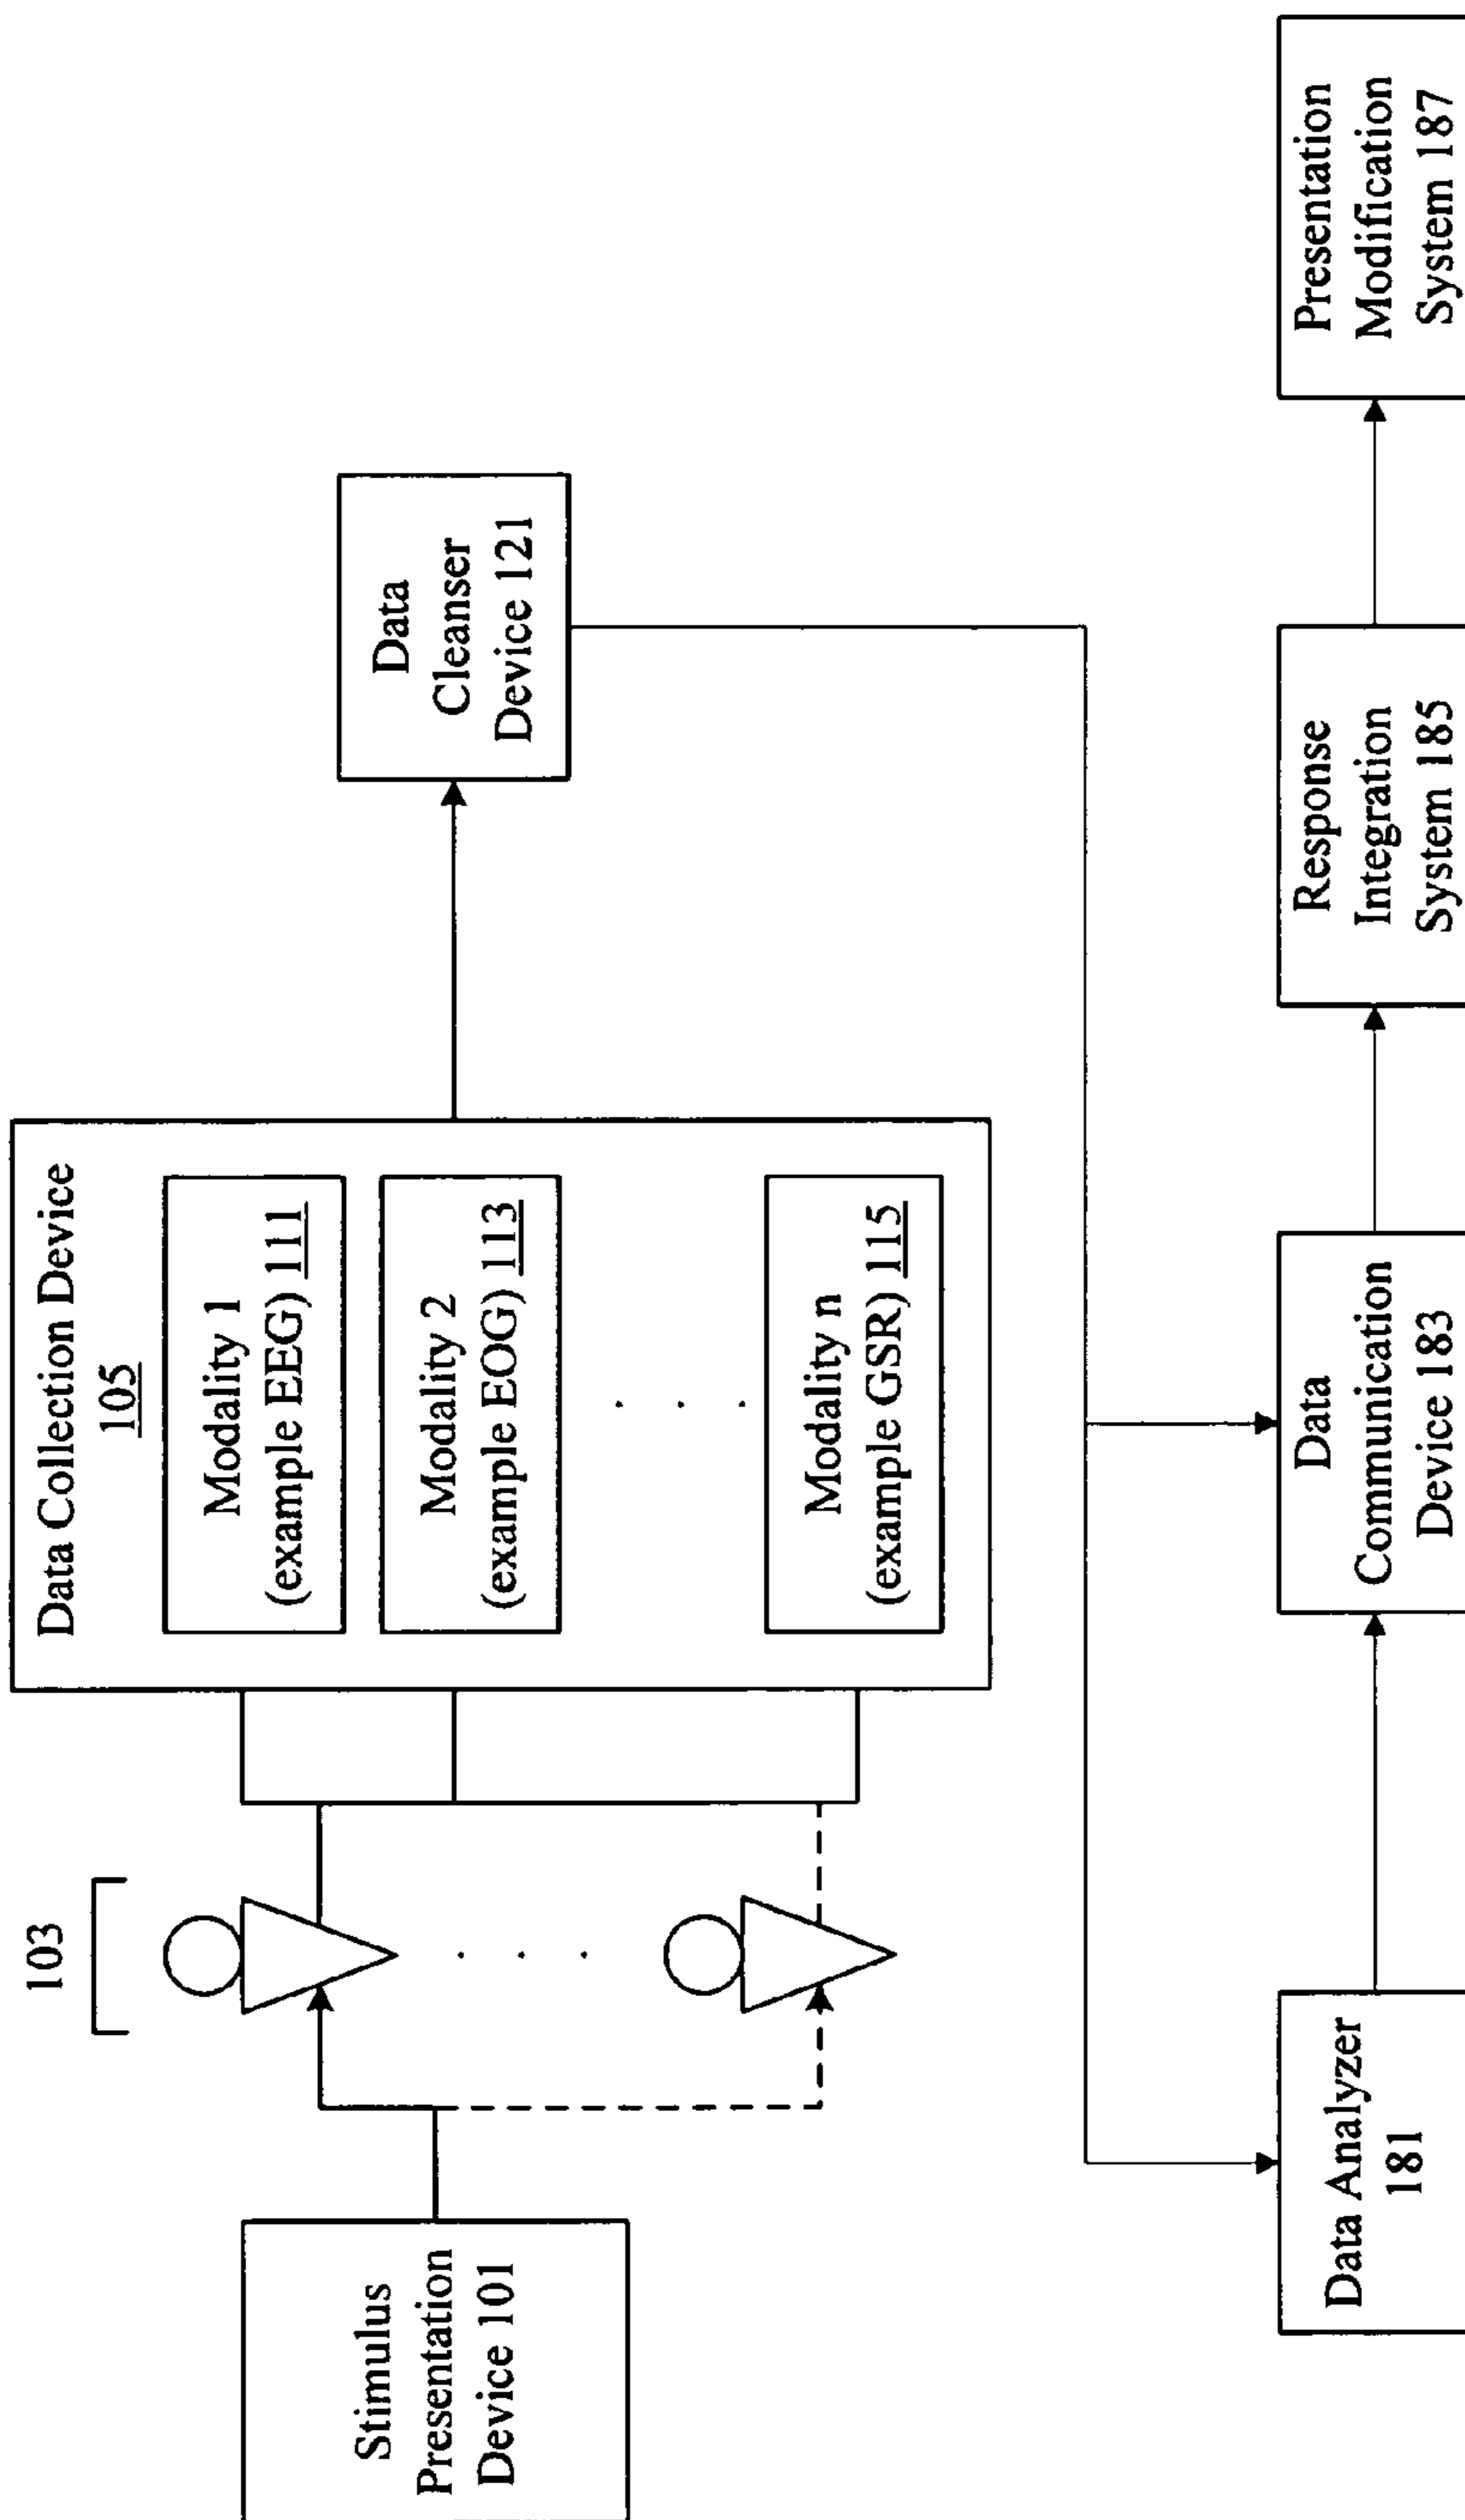 Stimulus
Presentation
Device 101
103
Data Collection Device
105
Modality 1
(example EEG) 111
Modality 2
(example EOG) 113
Modality n
(example GSR) 115
Data
Cleanser
Device 121
Data Analyzer
181
Data
Communication
Device 183
Response
Integration
System 185
Presentation
Modification
System 187